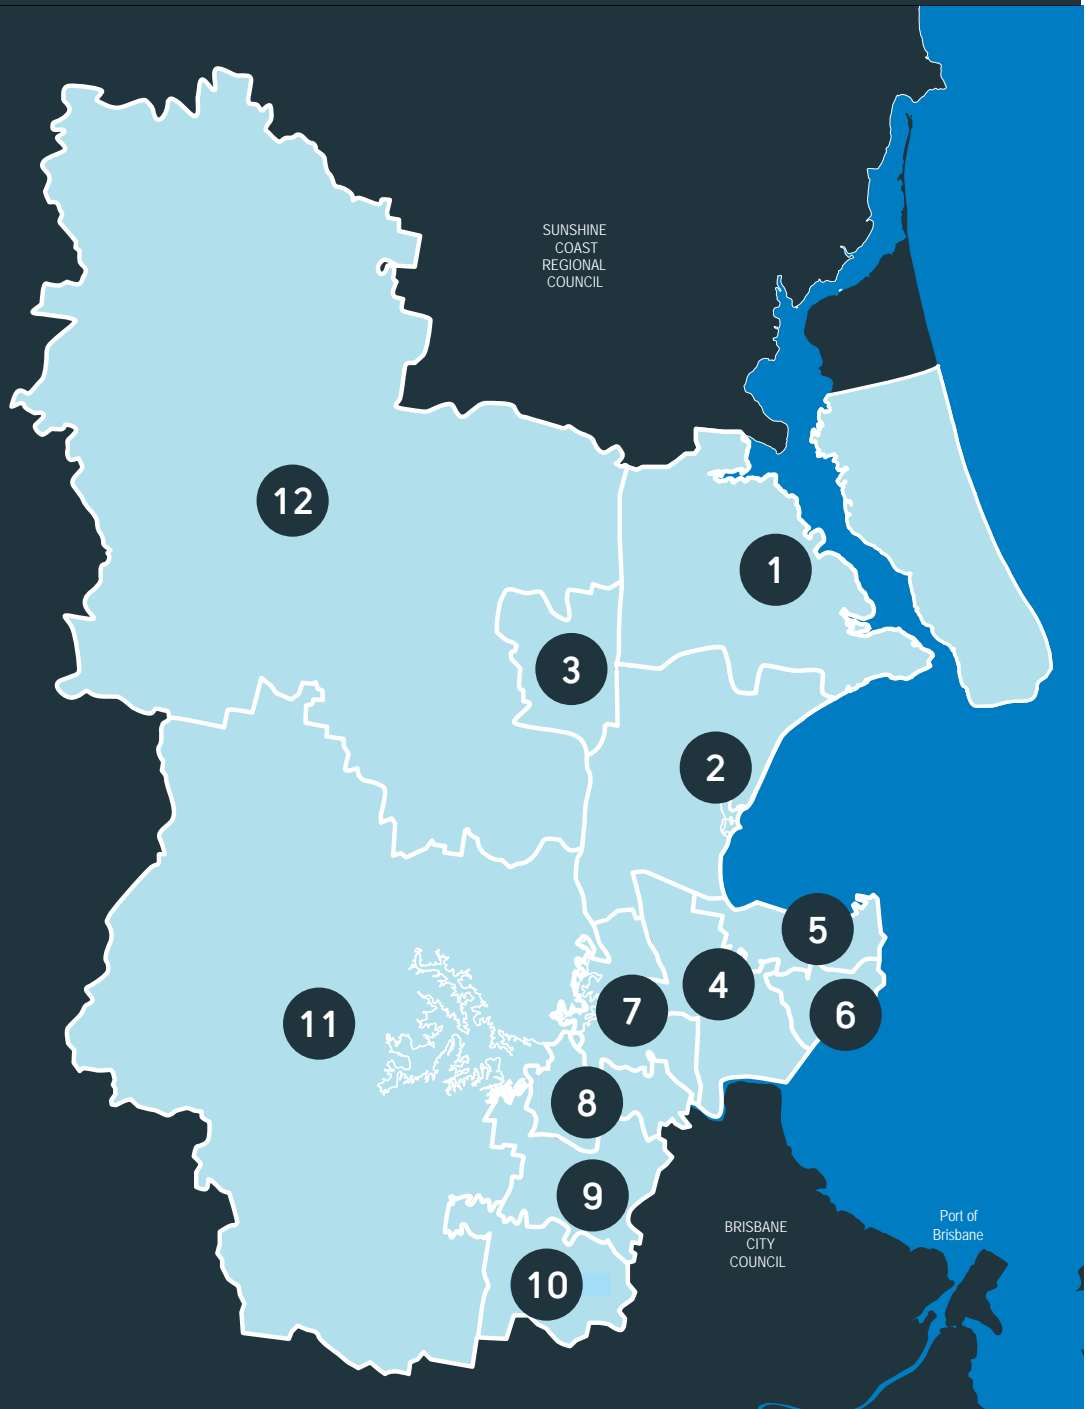 SUNSHINE
COAST
REGIONAL
COUNCIL
12
1
3
2
5
4
7
6
11
8
9
BRISBANE
CITY
COUNCIL
Port of
Brisbane
10